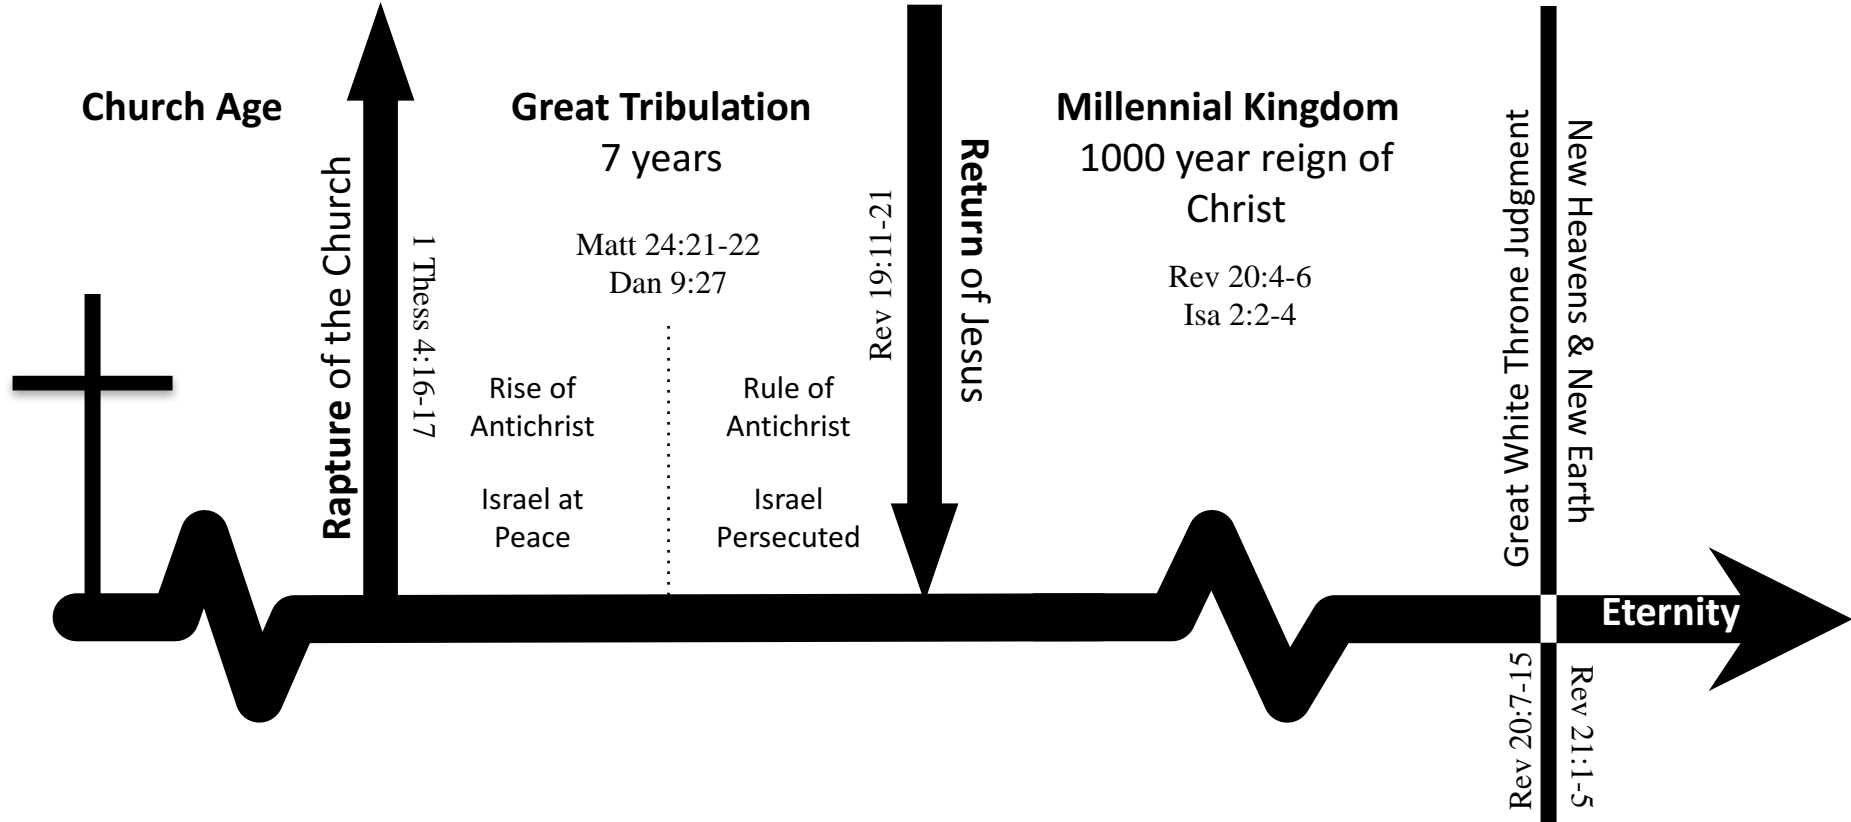 Church Age
Rapture of the Church
1 Thess 4:16-17
Great Tribulation
7 years
Matt 24:21-22
Dan 9:27
Rise of
Antichrist
Israel at
Peace
Rule of
Antichrist
Israel
Persecuted
Rev 19:11-21
Return of Jesus
Millennial Kingdom
1000 year reign of
Christ
Rev 20:4-6
Isa 2:2-4
Great White Throne Judgment
Rev 20:7-15
New Heavens & New Earth
Rev 21:1-5
Eternity